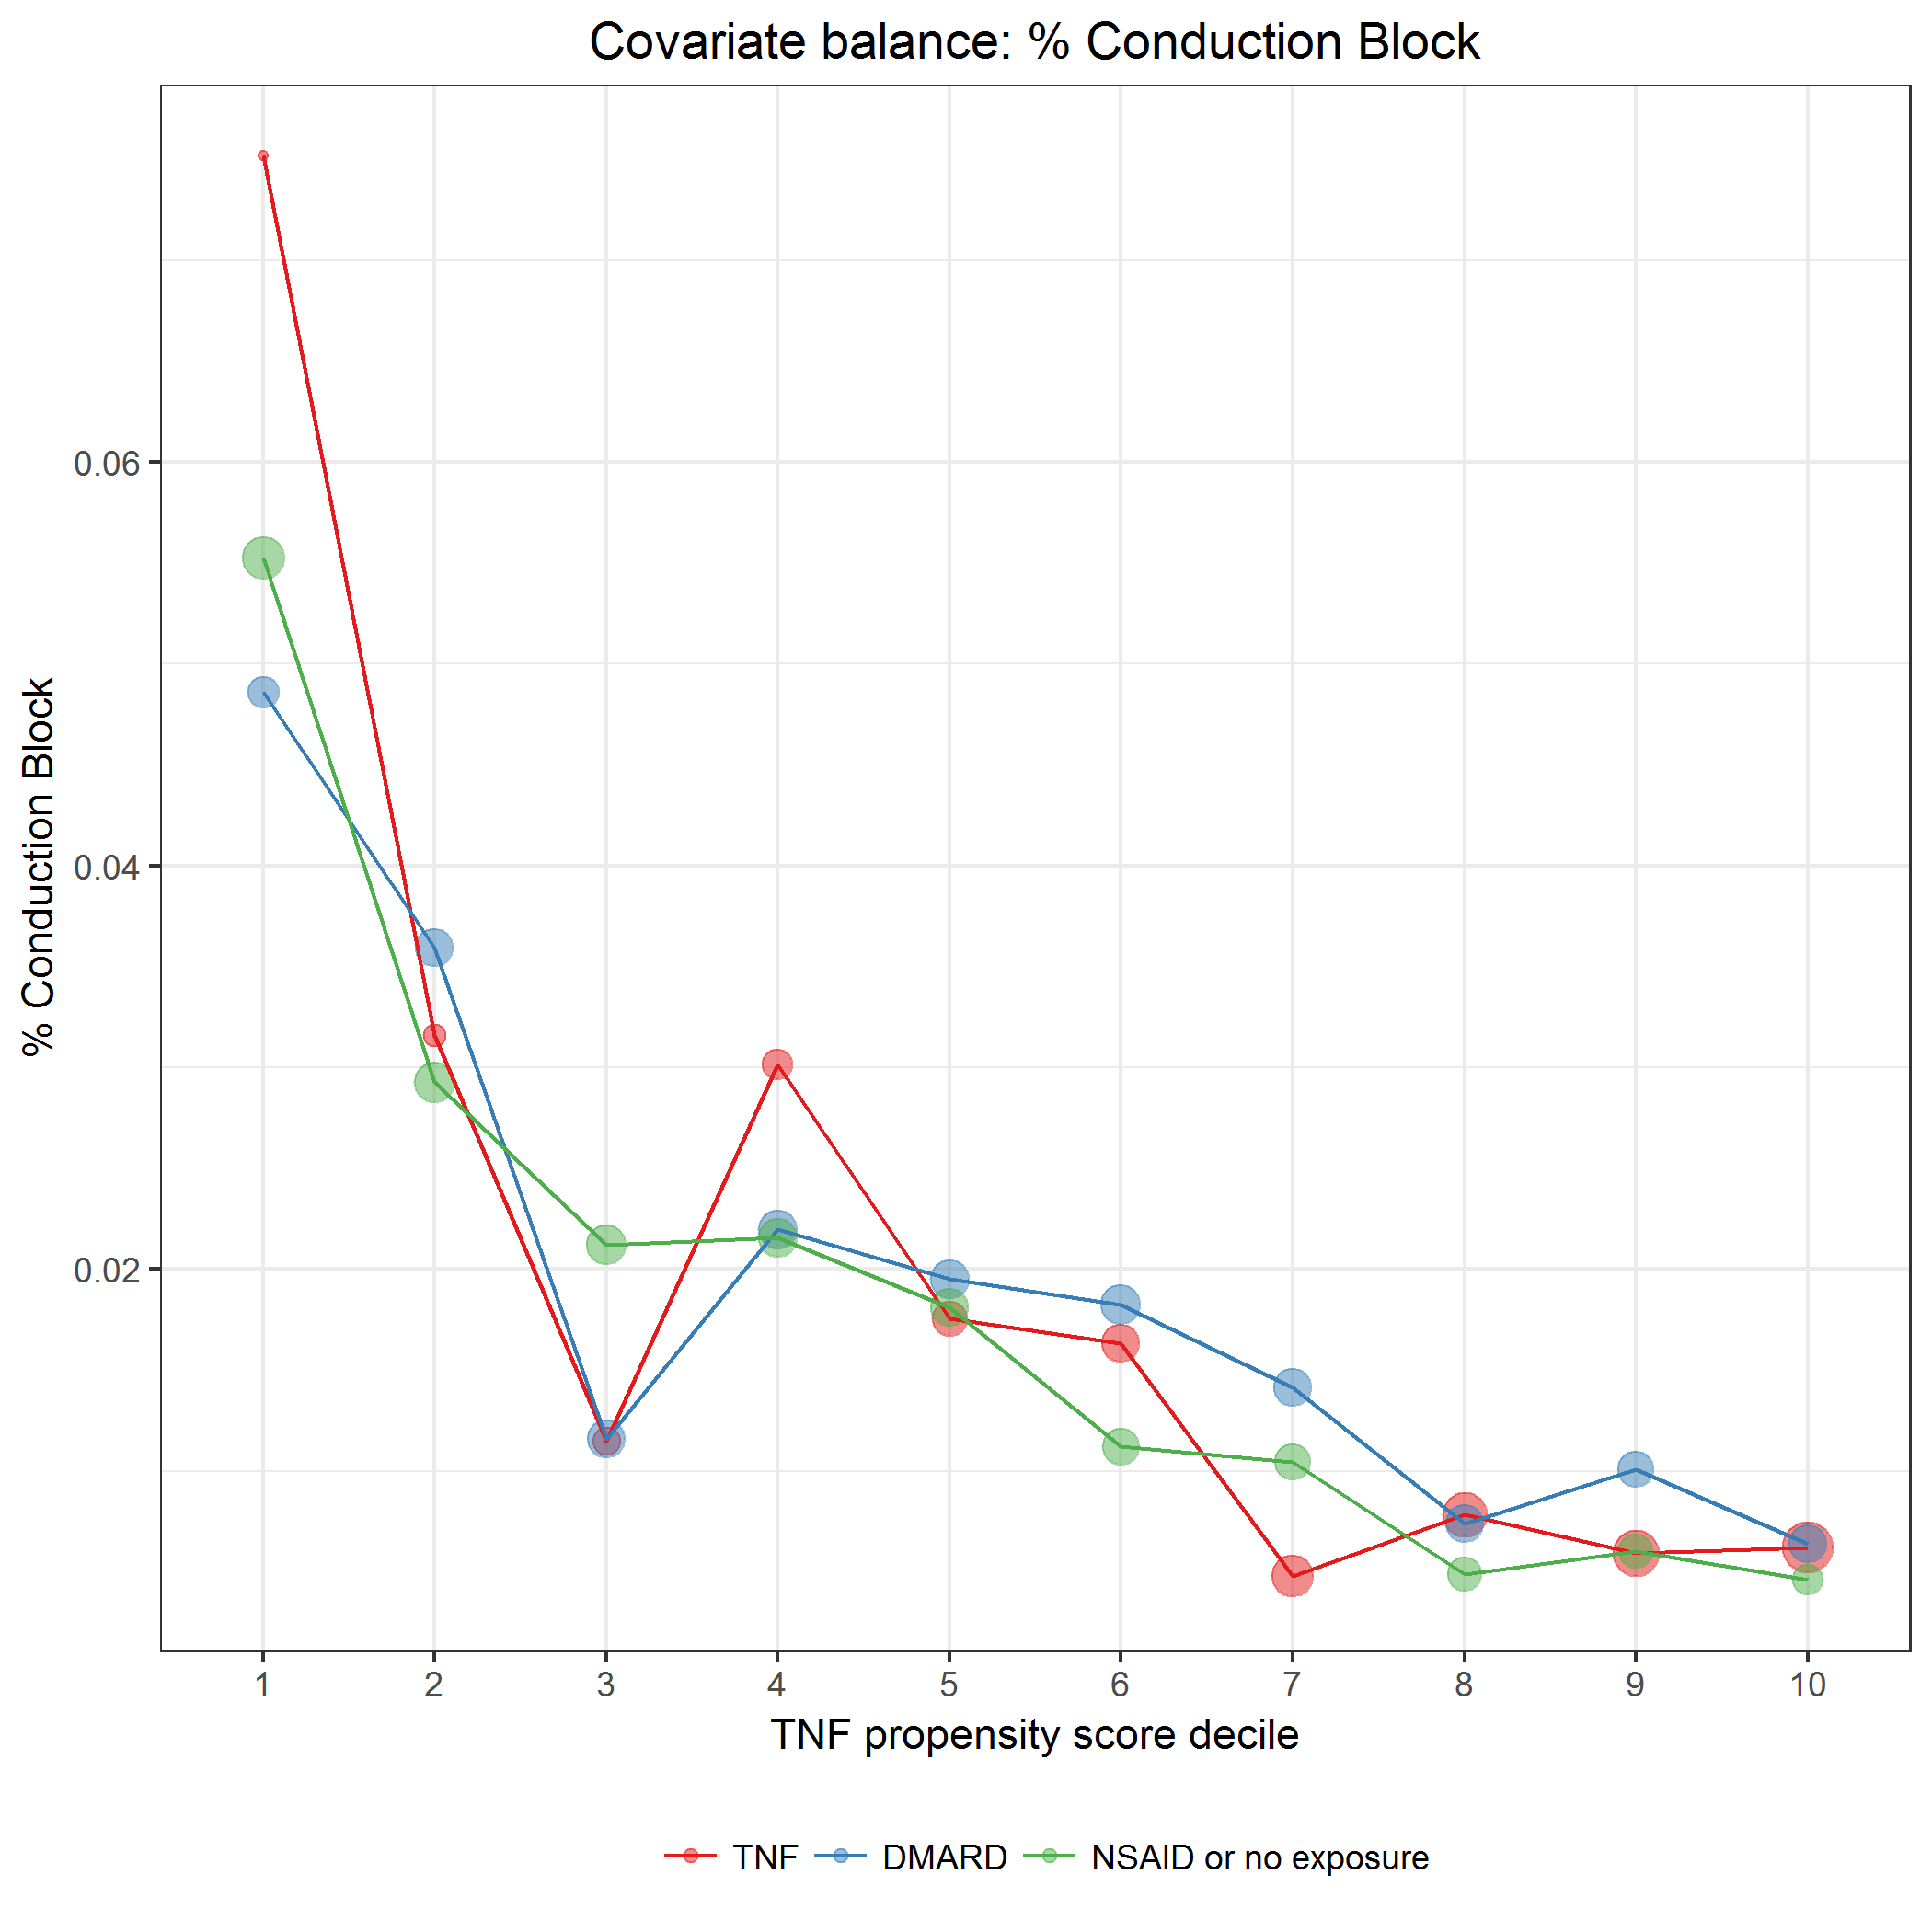 Covariate balance: % Conduction Block
% Conduction Block
0.06
0.04
0.02
1 2 3 4 5 6 7 8 9 10
TNF propensity score decile
TNF DMARD NSAID or no exposure